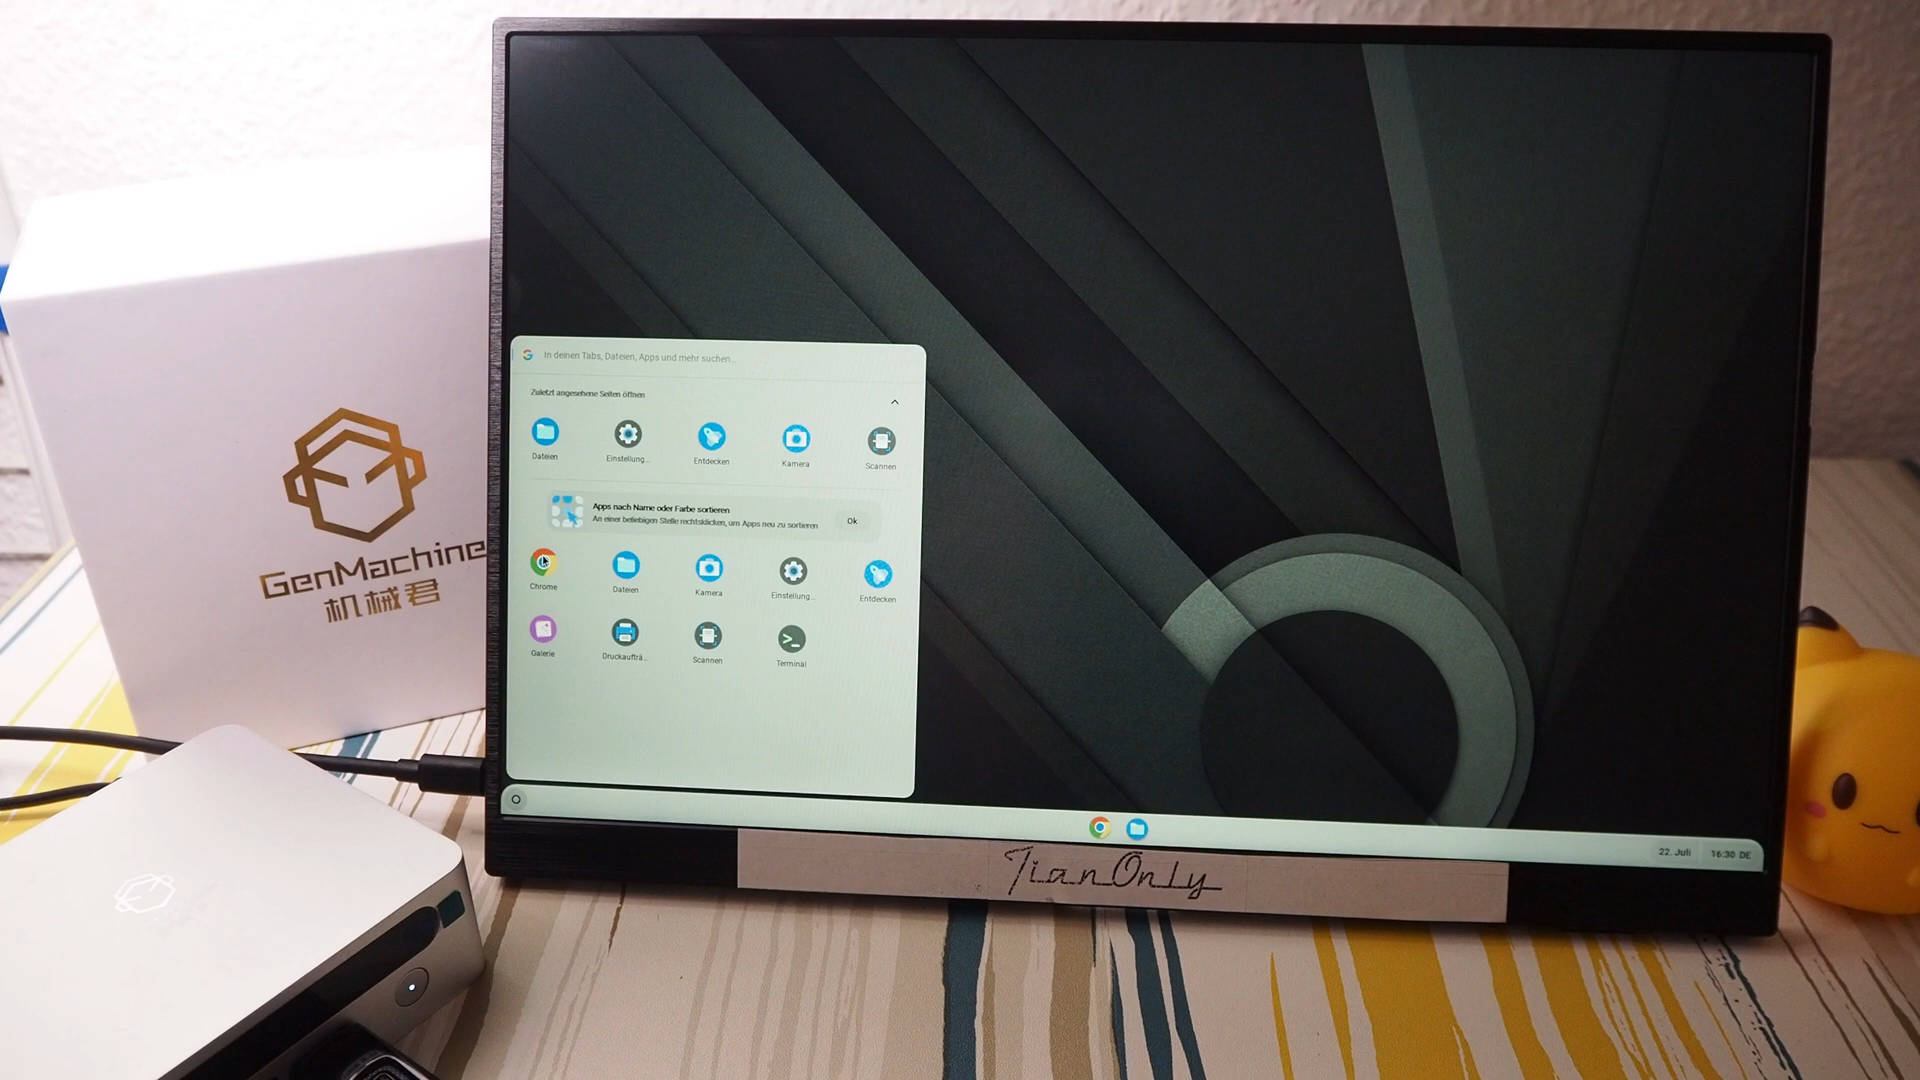 GenMachine
机械君
In deinen Tabs, Dateien, Apps und mehr suchen...
Zuletzt angesehene Seiten öffnen
Dateien
Einstellung...
Entdecken
Kamera
Scannen
Apps nach Name oder Farbe sortieren
An einer beliebigen Stelle rechtsklicken, um Apps neu zu sortieren
Ok
Chrome
Dateien
Kamera
Einstellung...
Entdecken
Galerie
Druckaufträ...
Scannen
Terminal
22. Juli
16:30 DE
TianOnly